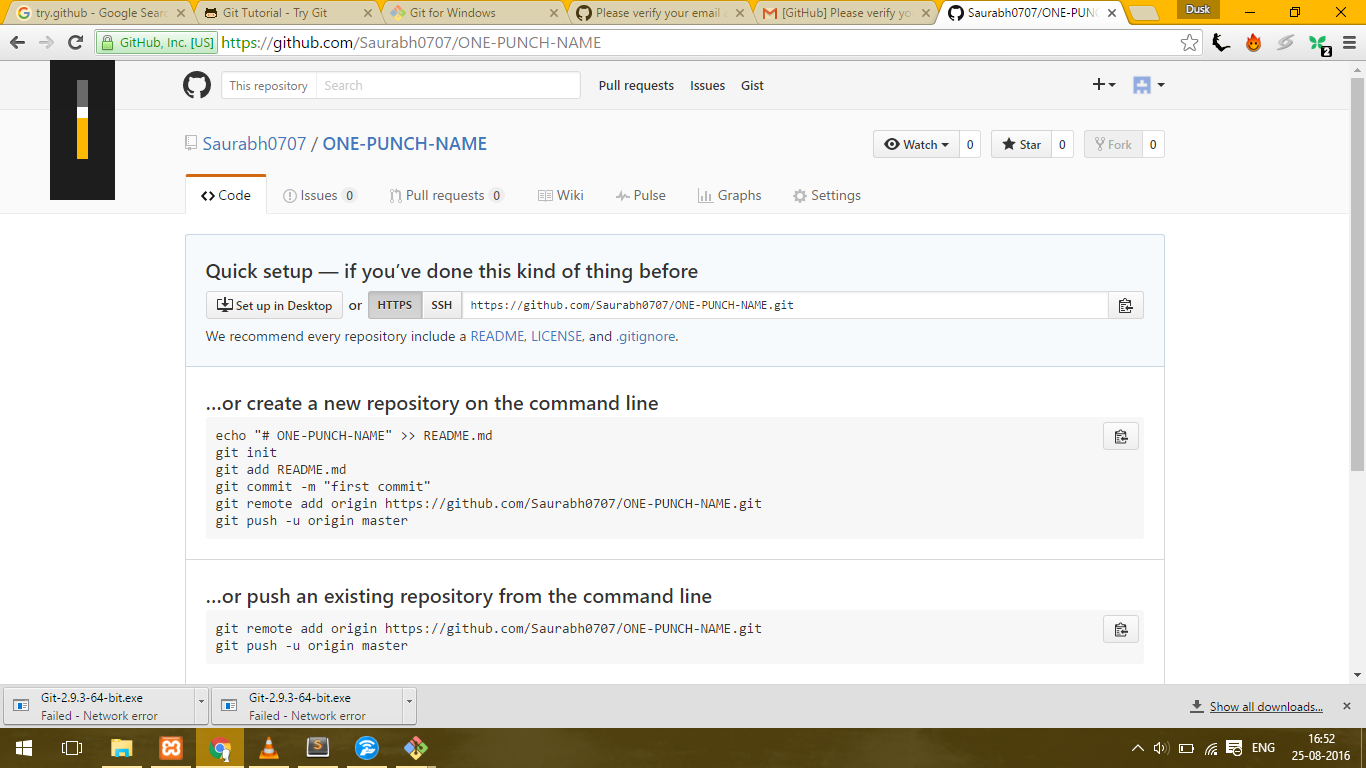 try.github - Google Sear
Git Tutorial - Try Git
Git for Windows
Please verify your email a
[GitHub] Please verify yo
Saurabh0707/ONE-PUNCH
Dusk
GitHub, Inc. [US]
https://github.com/Saurabh0707/ONE-PUNCH-NAME
2
This repository
Search
Pull requests
Issues
Gist
Saurabh0707 / ONE-PUNCH-NAME
Watch
0
Star
0
Fork
0
Code
Issues 0
Pull requests 0
Wiki
Pulse
Graphs
Settings
Quick setup — if you’ve done this kind of thing before
Set up in Desktop
or
HTTPS
SSH
https://github.com/Saurabh0707/ONE-PUNCH-NAME.git
We recommend every repository include a README, LICENSE, and .gitignore.
…or create a new repository on the command line
echo "# ONE-PUNCH-NAME" >> README.md
git init
git add README.md
git commit -m "first commit"
git remote add origin https://github.com/Saurabh0707/ONE-PUNCH-NAME.git
git push -u origin master
…or push an existing repository from the command line
git remote add origin https://github.com/Saurabh0707/ONE-PUNCH-NAME.git
git push -u origin master
Git-2.9.3-64-bit.exe
Failed - Network error
Git-2.9.3-64-bit.exe
Failed - Network error
Show all downloads...
ENG
16:52
25-08-2016